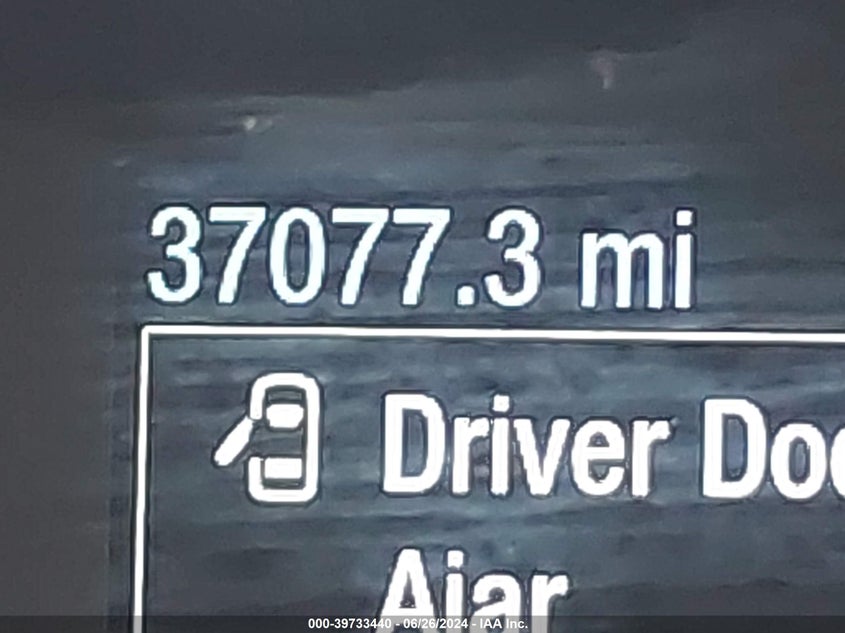 37077.3 mi
Driver Doo
Ajar
000-39733440 - 06/26/2024 - IAA Inc.